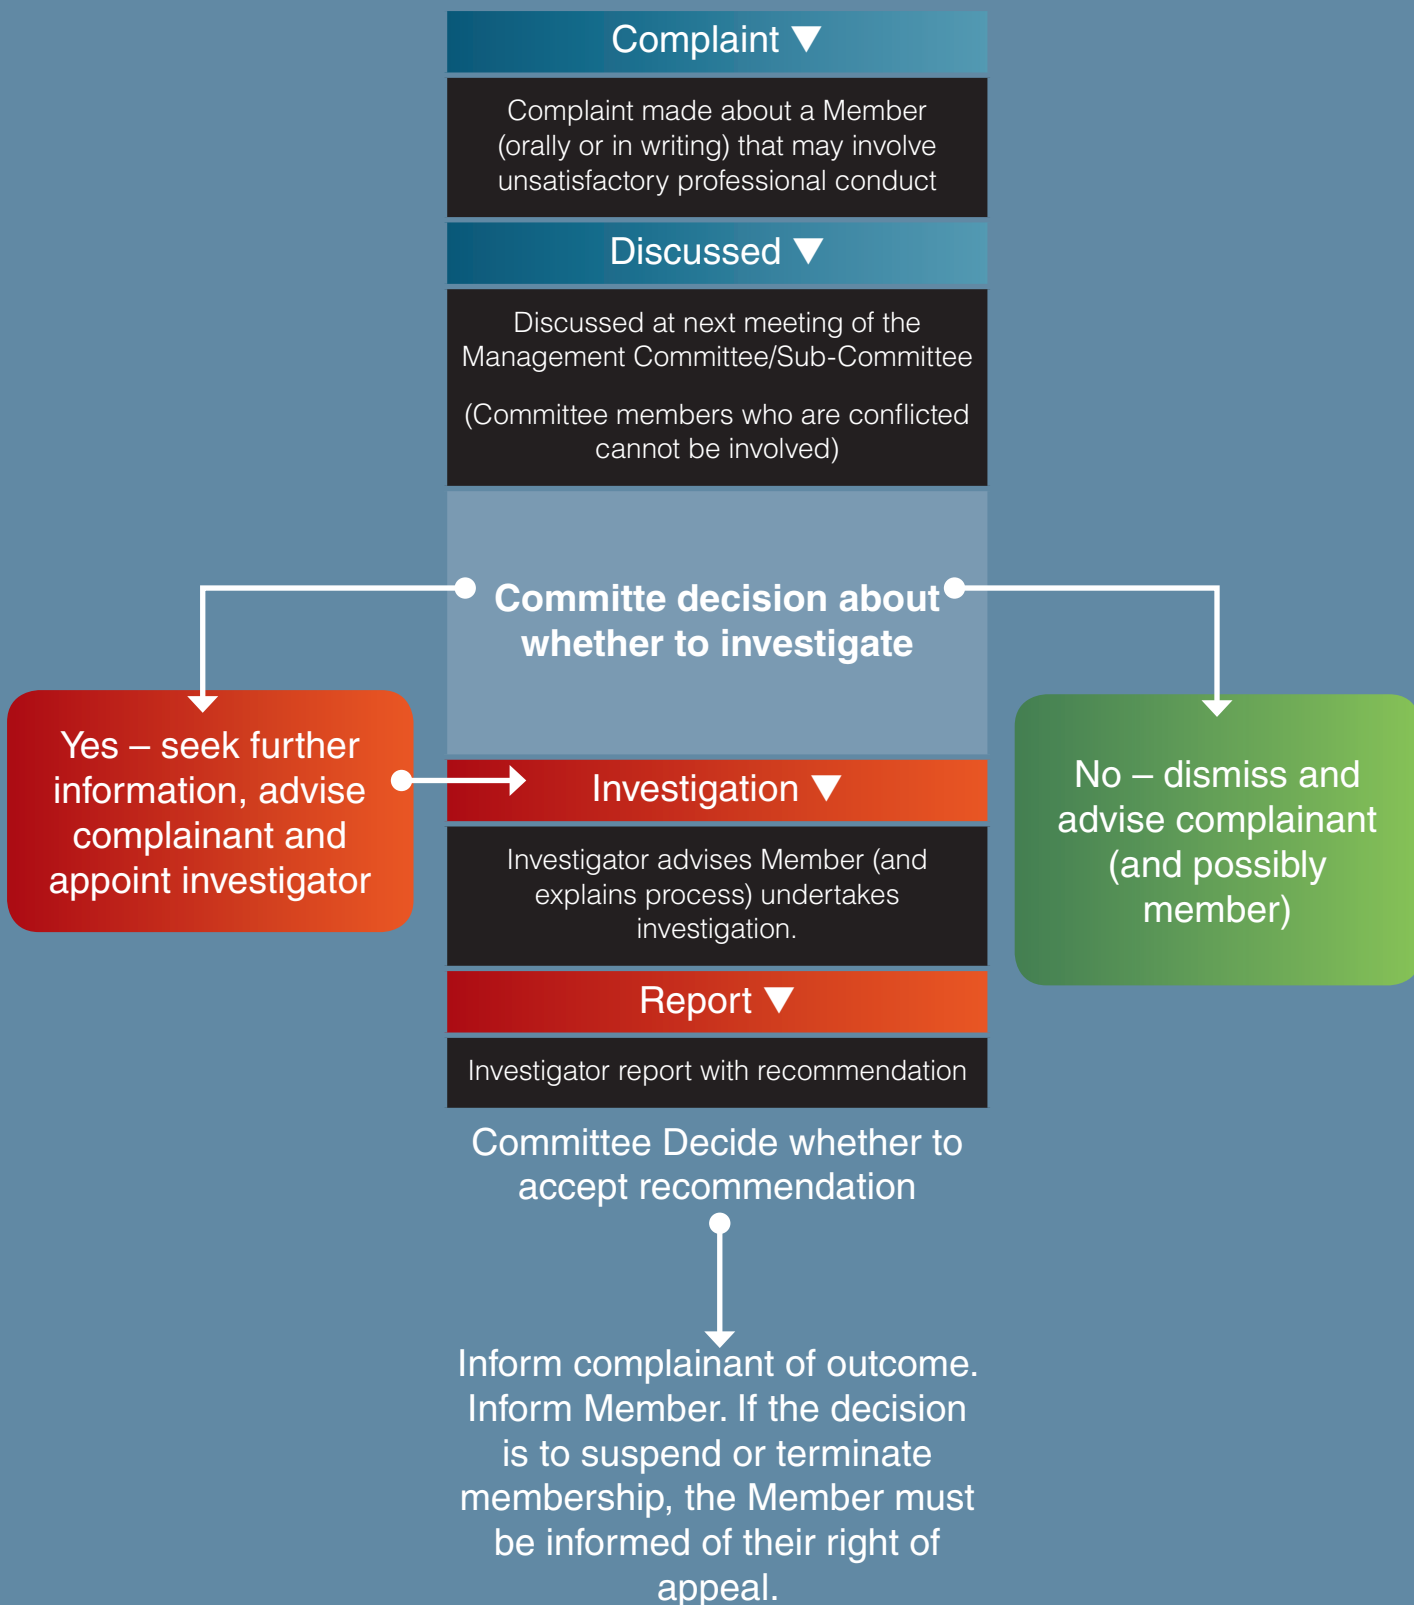 Complaint ▼
Complaint made about a Member
(orally or in writing) that may involve
unsatisfactory professional conduct
Discussed ▼
Discussed at next meeting of the
Management Committee/Sub-Committee
(Committee members who are conflicted
cannot be involved)
Committe decision about
whether to investigate
Yes – seek further
information, advise
complainant and
appoint investigator
No – dismiss and
advise complainant
(and possibly
member)
Investigation ▼
Investigator advises Member (and
explains process) undertakes
investigation.
Report ▼
Investigator report with recommendation
Committee Decide whether to
accept recommendation
Inform complainant of outcome.
Inform Member. If the decision
is to suspend or terminate
membership, the Member must
be informed of their right of
appeal.